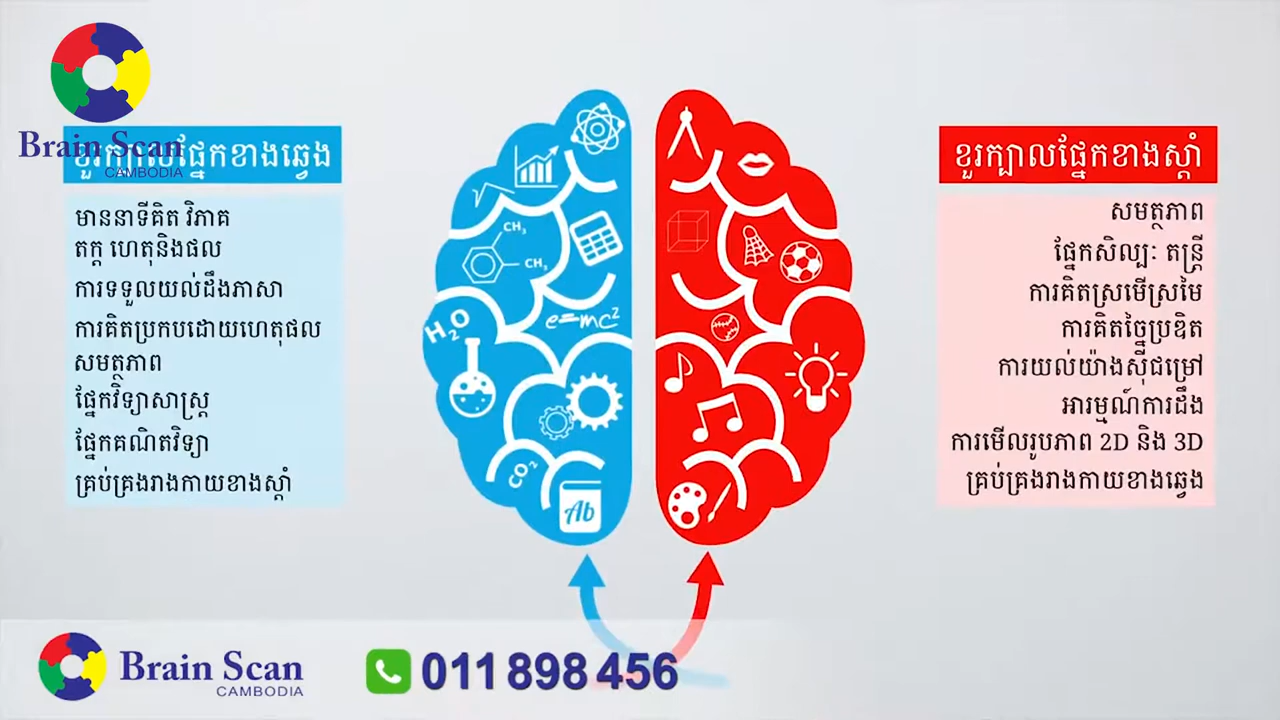 Brain Scan
CAMBODIA
ខួរក្បាលផ្នែកខាងឆ្វេង
មាននាទីគិត វិភាគ
តក្ក ហេតុនិងផល
ការទទួលយល់ដឹងភាសា
ការគិតប្រកបដោយហេតុផល
សមត្ថភាព
ផ្នែកវិទ្យាសាស្ត្រ
ផ្នែកគណិតវិទ្យា
គ្រប់គ្រងរាងកាយខាងស្ដាំ
CH₃
CH₃
H₂O
e=mc²
CO₂
Ab
ខួរក្បាលផ្នែកខាងស្ដាំ
សមត្ថភាព
ផ្នែកសិល្បៈ តន្ត្រី
ការគិតស្រមើស្រមៃ
ការគិតច្នៃប្រឌិត
ការយល់យ៉ាងស៊ីជម្រៅ
អារម្មណ៍ការដឹង
ការមើលរូបភាព 2D និង 3D
គ្រប់គ្រងរាងកាយខាងឆ្វេង
Brain Scan
CAMBODIA
011 898 456